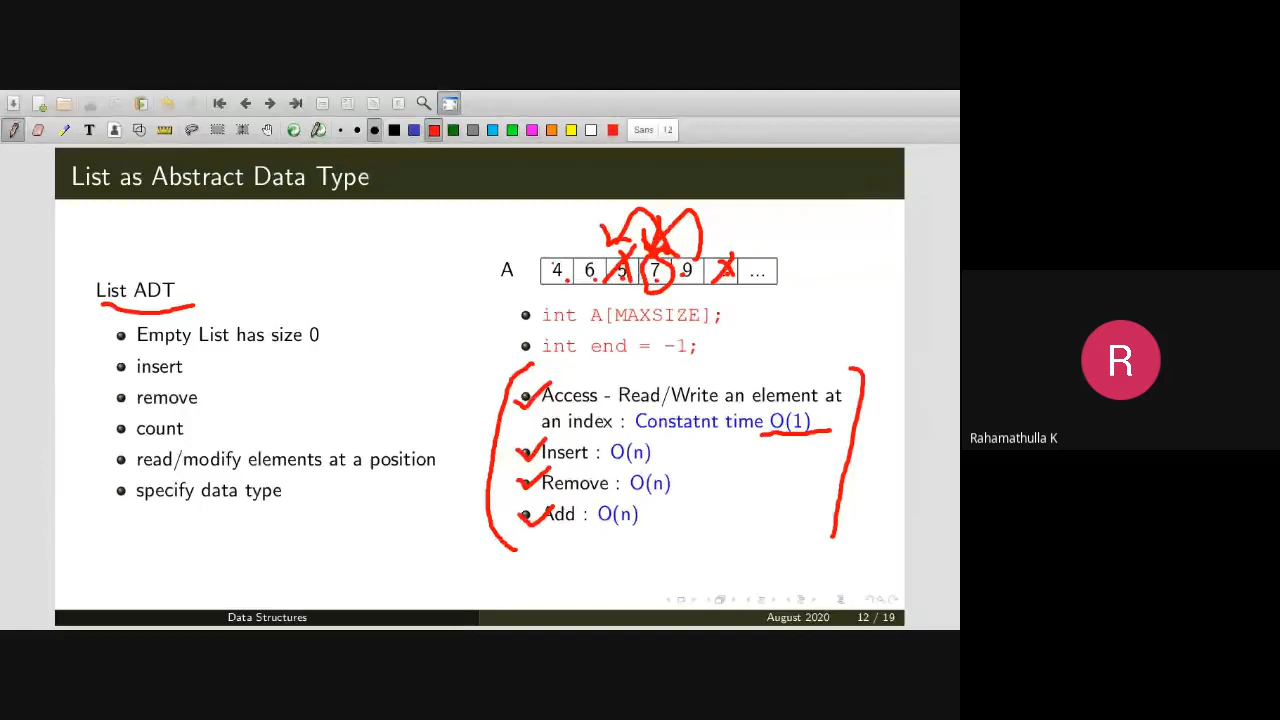 T
Sans 12
List as Abstract Data Type
List ADT
Empty List has size 0
insert
remove
count
read/modify elements at a position
specify data type
A 4 6 5 7 9 ...
int A[MAXSIZE];
int end = -1;
Access - Read/Write an element at
an index : Constatnt time O(1)
Insert : O(n)
Remove : O(n)
Add : O(n)
Data Structures August 2020 12 / 19
R
Rahamathulla K